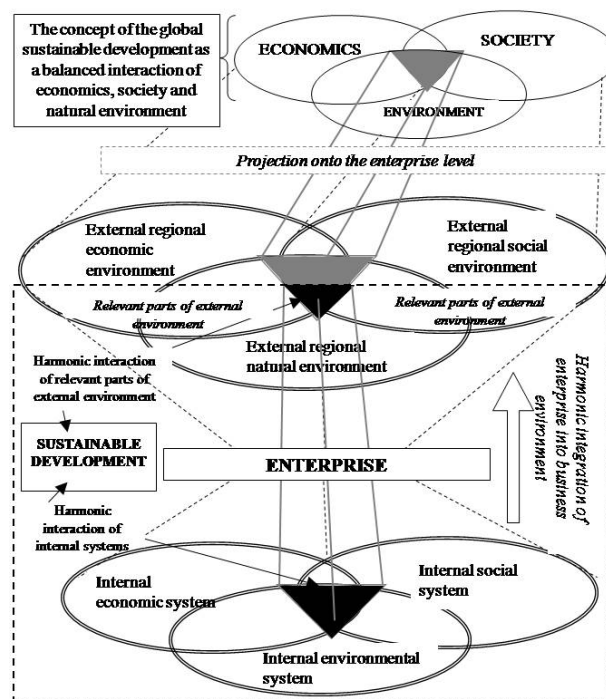 The concept of the global
sustainable development as
a balanced interaction of
economics, society and
natural environment
ECONOMICS
SOCIETY
ENVIRONMENT
Projection onto the enterprise level
External regional
economic
environment
External
regional social
environment
Relevant parts of external
environment
Relevant parts of external
environment
External regional
natural environment
Harmonic interaction
of relevant parts of
external environment
SUSTAINABLE
DEVELOPMENT
ENTERPRISE
Harmonic integration of
enterprise into business
environment
Harmonic
interaction of
internal systems
Internal
economic system
Internal social
system
Internal environmental
system